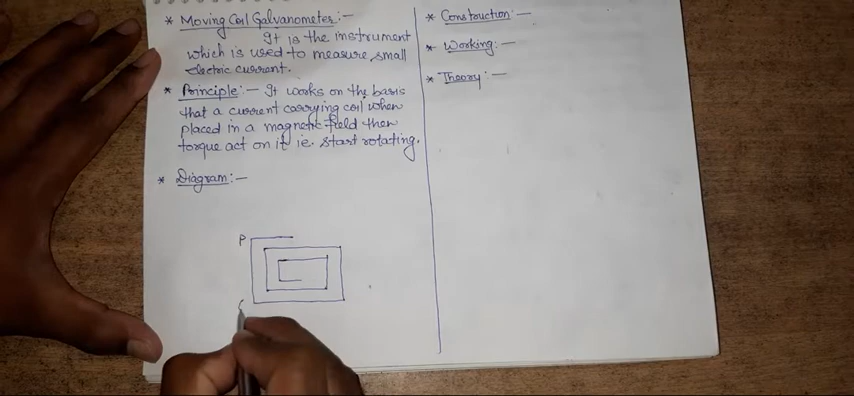 * Moving Coil Galvanometer:-
It is the instrument
which is used to measure small
electric current.
* Principle:- It works on the basis
that a current carrying coil when
placed in a magnetic field then
torque act on it ie. start rotating.
* Diagram:-
P
* Construction:-
* Working:-
* Theory:-